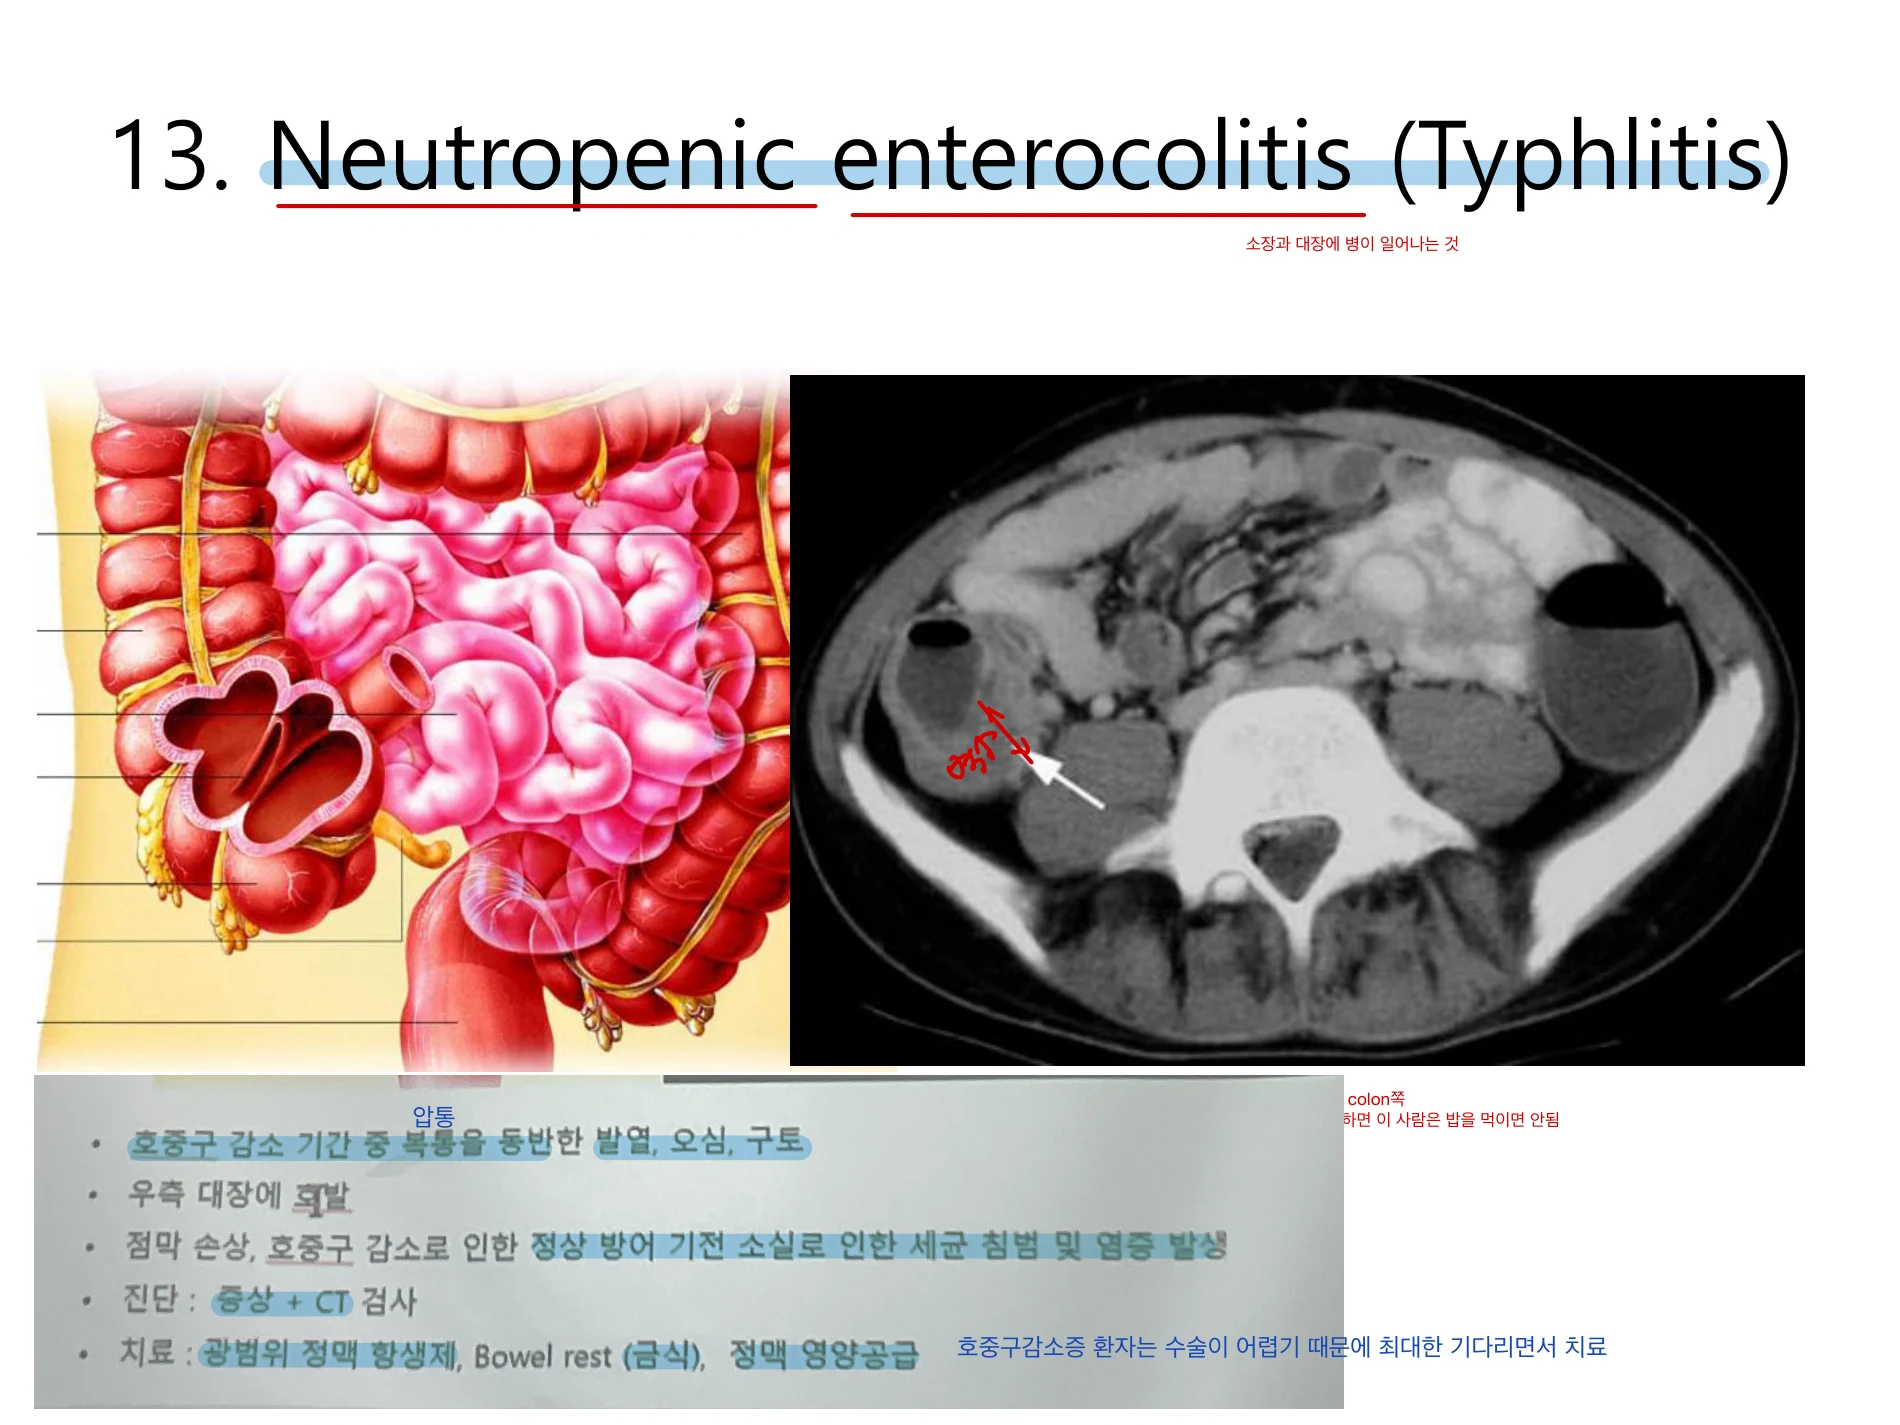 13. Neutropenic enterocolitis (Typhlitis)
소장과 대장에 병이 일어나는 것
염증
colon쪽
하면 이 사람은 밥을 먹이면 안됨
압통
• 호중구 감소 기간 중 복통을 동반한 발열, 오심, 구토
• 우측 대장에 호발
• 점막 손상, 호중구 감소로 인한 정상 방어 기전 소실로 인한 세균 침범 및 염증 발생
• 진단 : 증상 + CT 검사
• 치료 : 광범위 정맥 항생제, Bowel rest (금식), 정맥 영양공급
호중구감소증 환자는 수술이 어렵기 때문에 최대한 기다리면서 치료